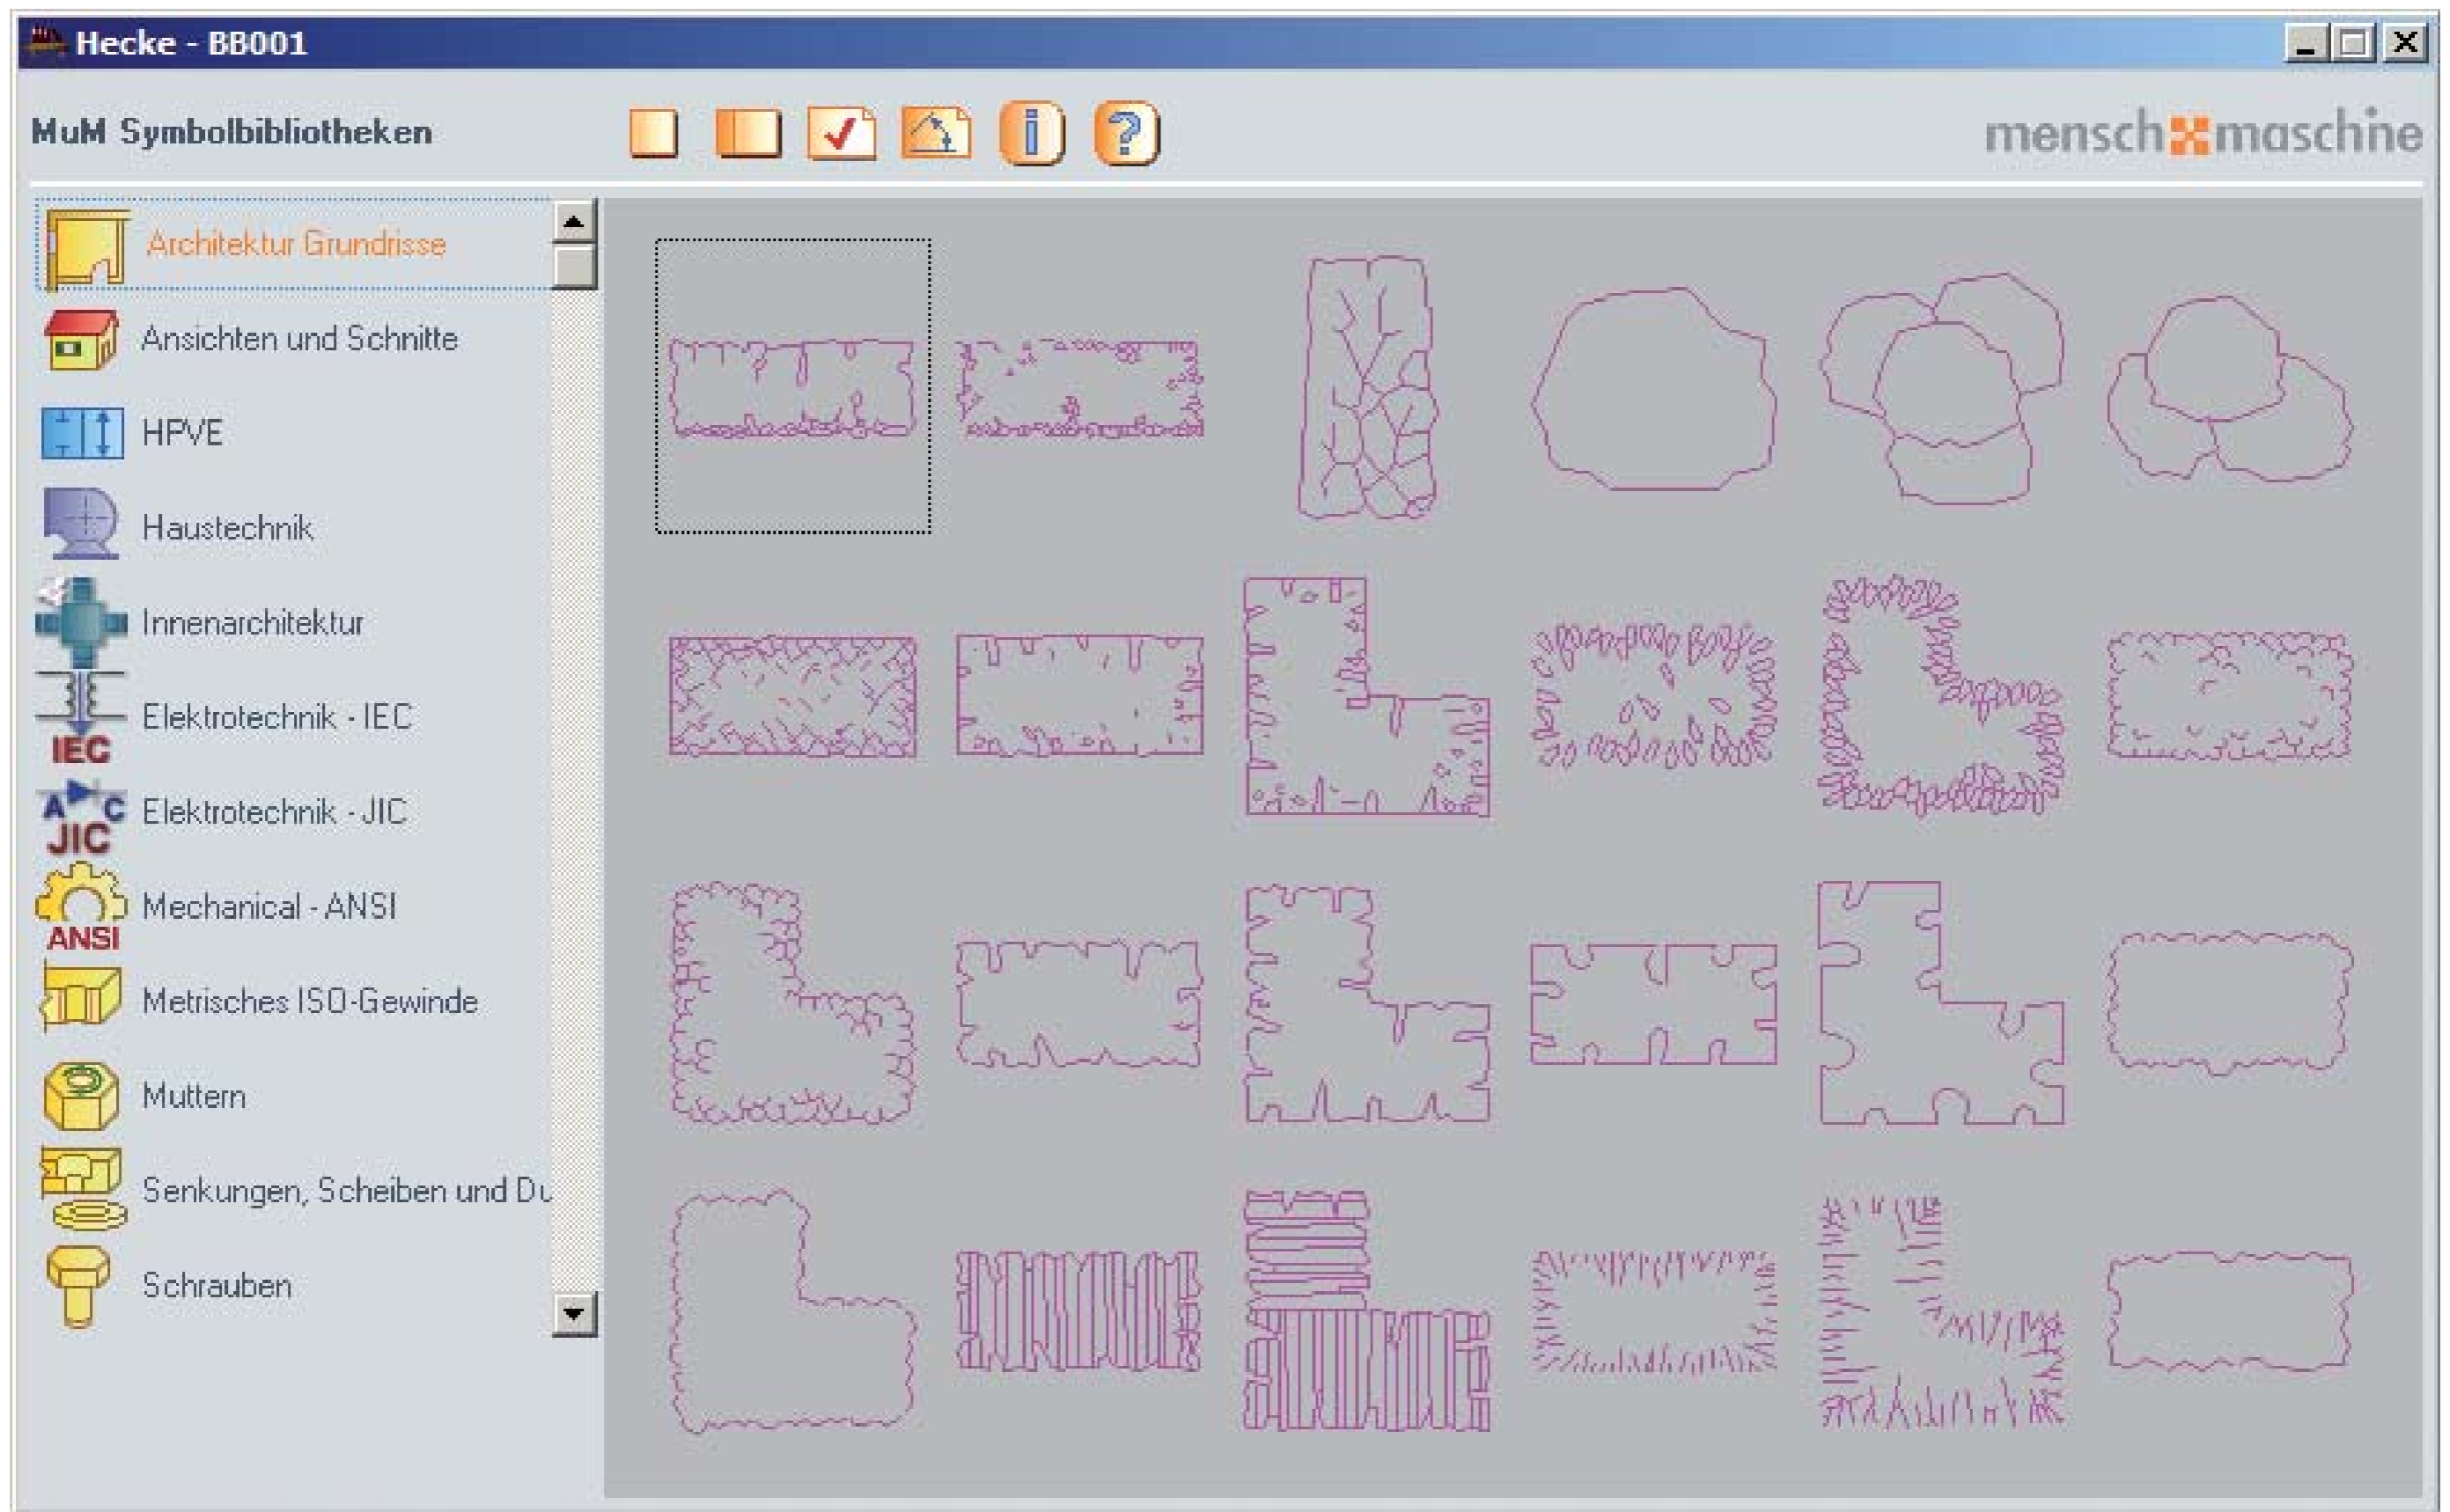 Hecke - BB001
MuM Symbolbibliotheken
i ?
mensch maschine
Architektur Grundrisse
Ansichten und Schnitte
HPVE
Haustechnik
Innenarchitektur
IEC
Elektrotechnik - IEC
A C
JIC
Elektrotechnik - JIC
ANSI
Mechanical - ANSI
Metrisches ISO-Gewinde
Muttern
Senkungen, Scheiben und Du
Schrauben